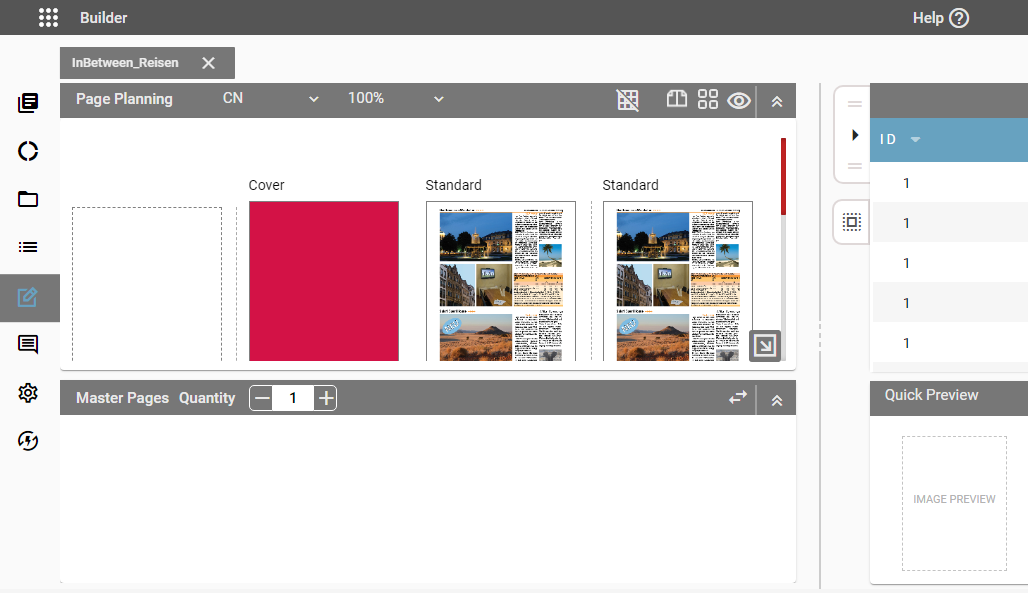 Builder
Help
InBetween_Reisen
Page Planning CN 100%
ID
Cover Standard Standard
1
1
1
1
1
Master Pages Quantity 1
Quick Preview
IMAGE PREVIEW